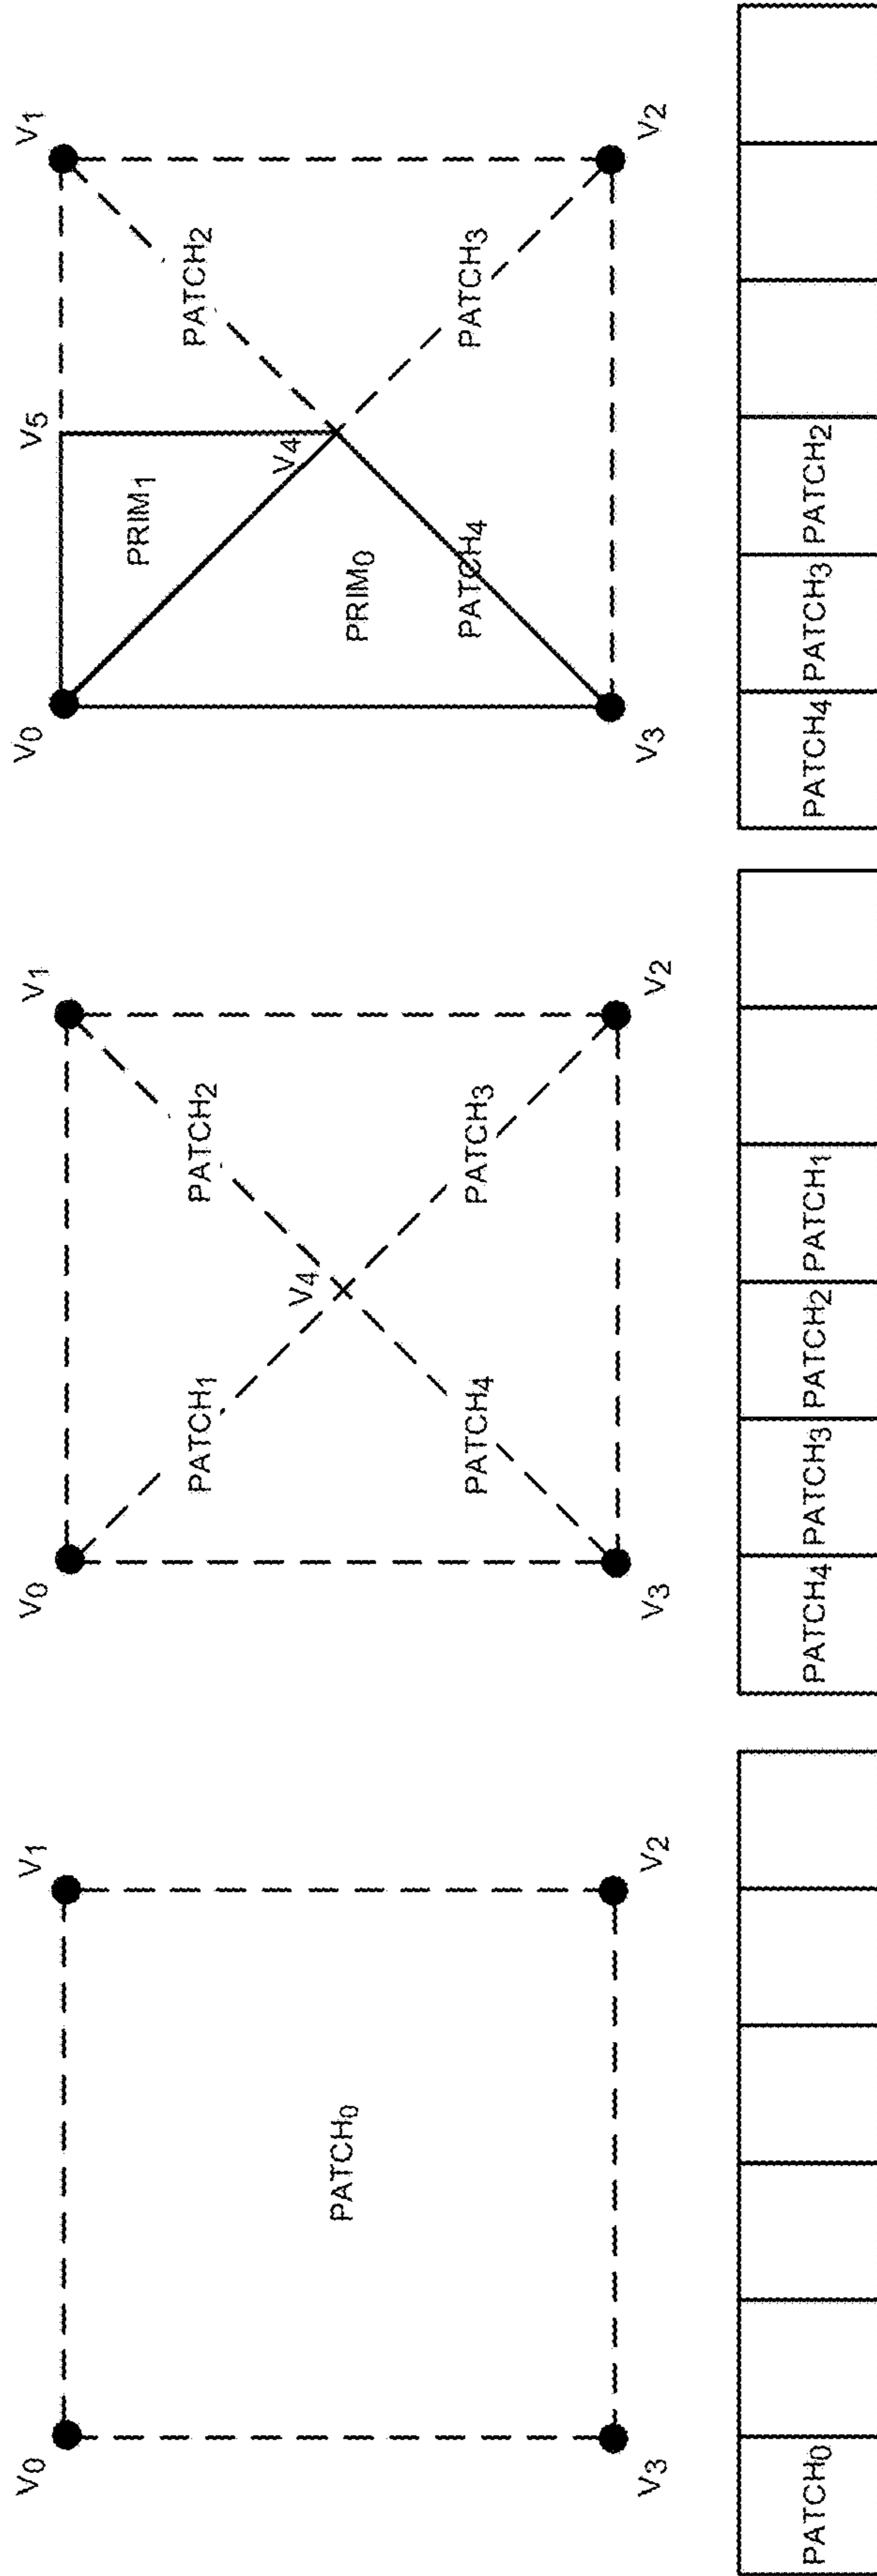 V0 V1
PATCH0
V3 V2
PATCH0
V0 V1
PATCH1 PATCH2
V4
PATCH4 PATCH3
V3 V2
PATCH4 PATCH3 PATCH2 PATCH1
V0 V5 V1
PRIM1 PATCH2
V4
PRIM0
PATCH4 PATCH3
V3 V2
PATCH4 PATCH3 PATCH2